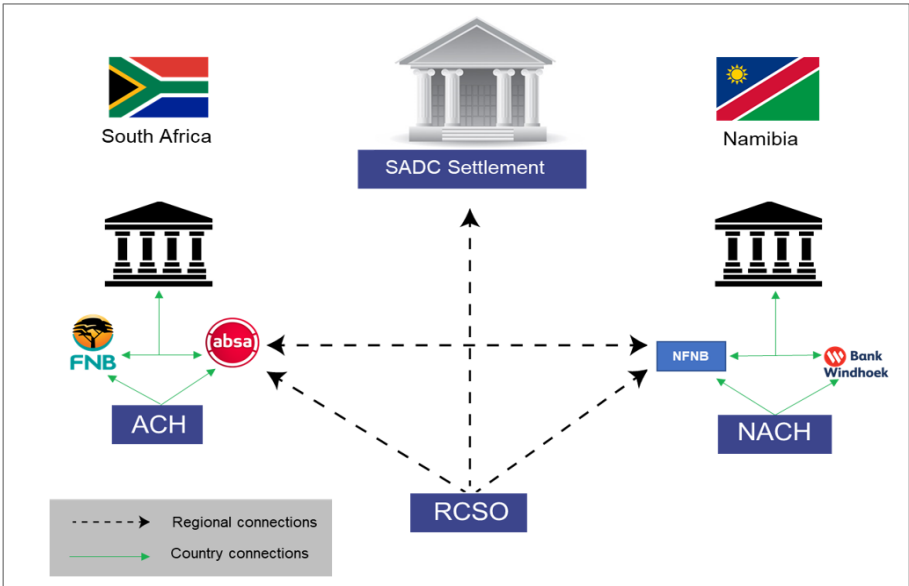 South Africa
Namibia
SADC Settlement
FNB
absa
NFNB
Bank
Windhoek
ACH
NACH
RCSO
Regional connections
Country connections